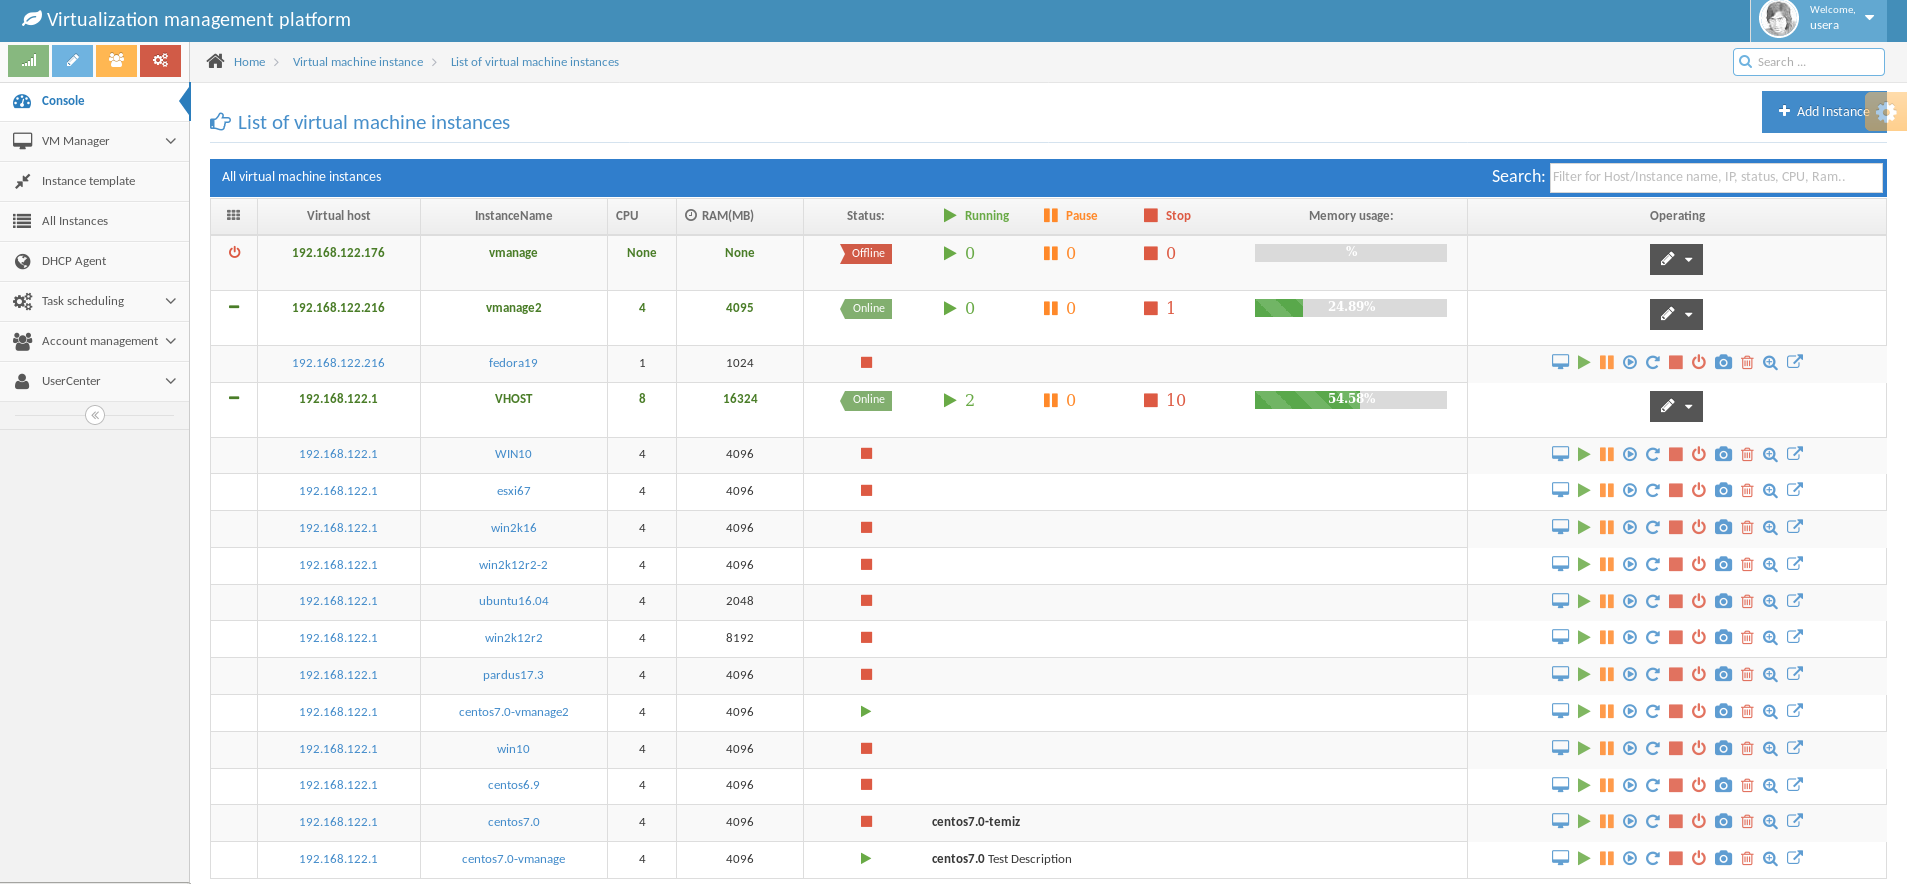 Virtualization management platform
Welcome,
usera
Home
Virtual machine instance
List of virtual machine instances
Search ...
Console
VM Manager
Instance template
All Instances
DHCP Agent
Task scheduling
Account management
UserCenter
List of virtual machine instances
Add Instance
All virtual machine instances
Search: Filter for Host/Instance name, IP, status, CPU, Ram..
Virtual host InstanceName CPU RAM(MB) Status: Running Pause Stop Memory usage: Operating
192.168.122.176 vmanage None None Offline 0 0 0 %
192.168.122.216 vmanage2 4 4095 Online 0 0 1 24.89%
192.168.122.216 fedora19 1 1024
192.168.122.1 VHOST 8 16324 Online 2 0 10 54.58%
192.168.122.1 WIN10 4 4096
192.168.122.1 esxi67 4 4096
192.168.122.1 win2k16 4 4096
192.168.122.1 win2k12r2-2 4 4096
192.168.122.1 ubuntu16.04 4 2048
192.168.122.1 win2k12r2 4 8192
192.168.122.1 pardus17.3 4 4096
192.168.122.1 centos7.0-vmanage2 4 4096
192.168.122.1 win10 4 4096
192.168.122.1 centos6.9 4 4096
192.168.122.1 centos7.0 4 4096 centos7.0-temiz
192.168.122.1 centos7.0-vmanage 4 4096 centos7.0 Test Description